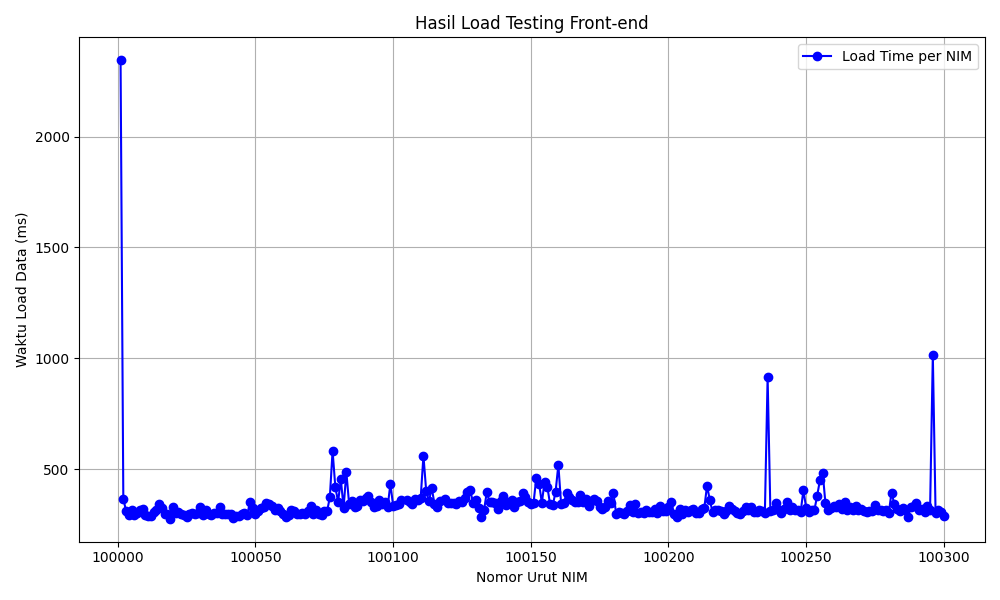 Hasil Load Testing Front-end
Load Time per NIM
Waktu Load Data (ms)
2000
1500
1000
500
100000 100050 100100 100150 100200 100250 100300
Nomor Urut NIM